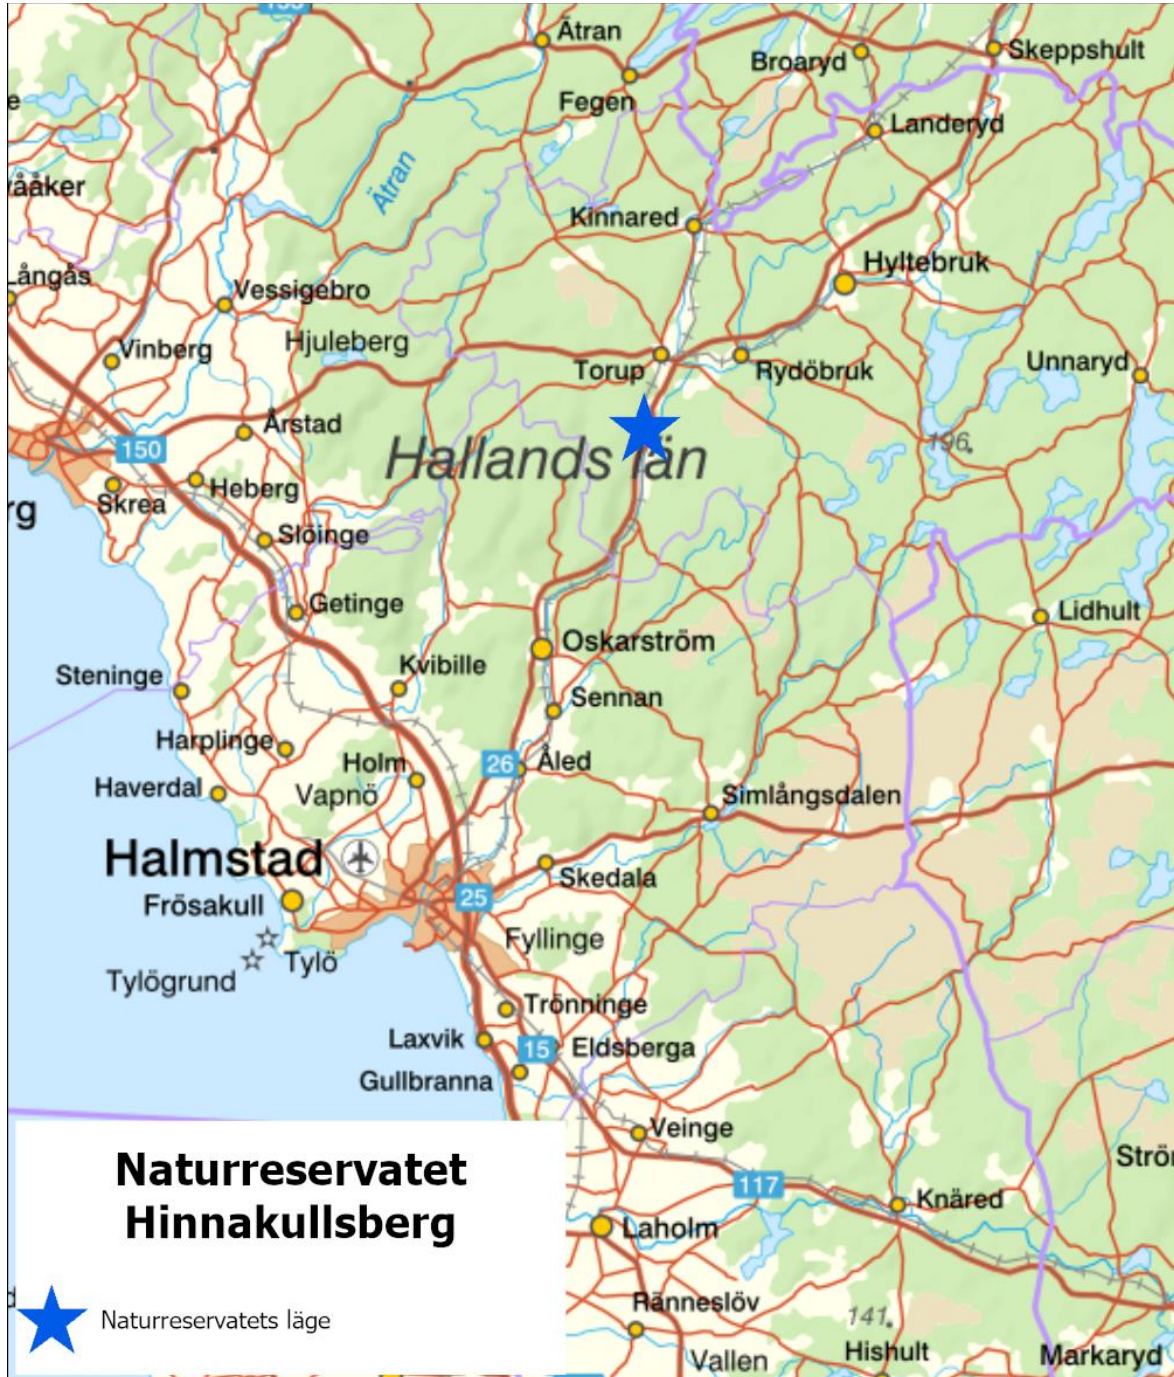 Ätran
Broaryd
Skeppshult
Fegen
Landeryd
Ätran
Kinnared
Hyltebruk
Långås
Vessigebro
Hjuleberg
Vinberg
Torup
Rydöbruk
Unnaryd
Årstad
150
Hallands län
196
Skrea
Heberg
Slöinge
Getinge
Lidhult
Oskarström
Kvibille
Steninge
Sennan
Harplinge
Holm
26
Åled
Haverdal
Vapnö
Simlångsdalen
Halmstad
Skedala
Frösakull
25
Fyllinge
Tylö
Tylögrund
Trönninge
Laxvik
15
Eldsberga
Gullbranna
Veinge
117
Knäred
Laholm
Ränneslöv
141
Vallen
Hishult
Markaryd
Naturreservatet
Hinnakullsberg
Naturreservatets läge